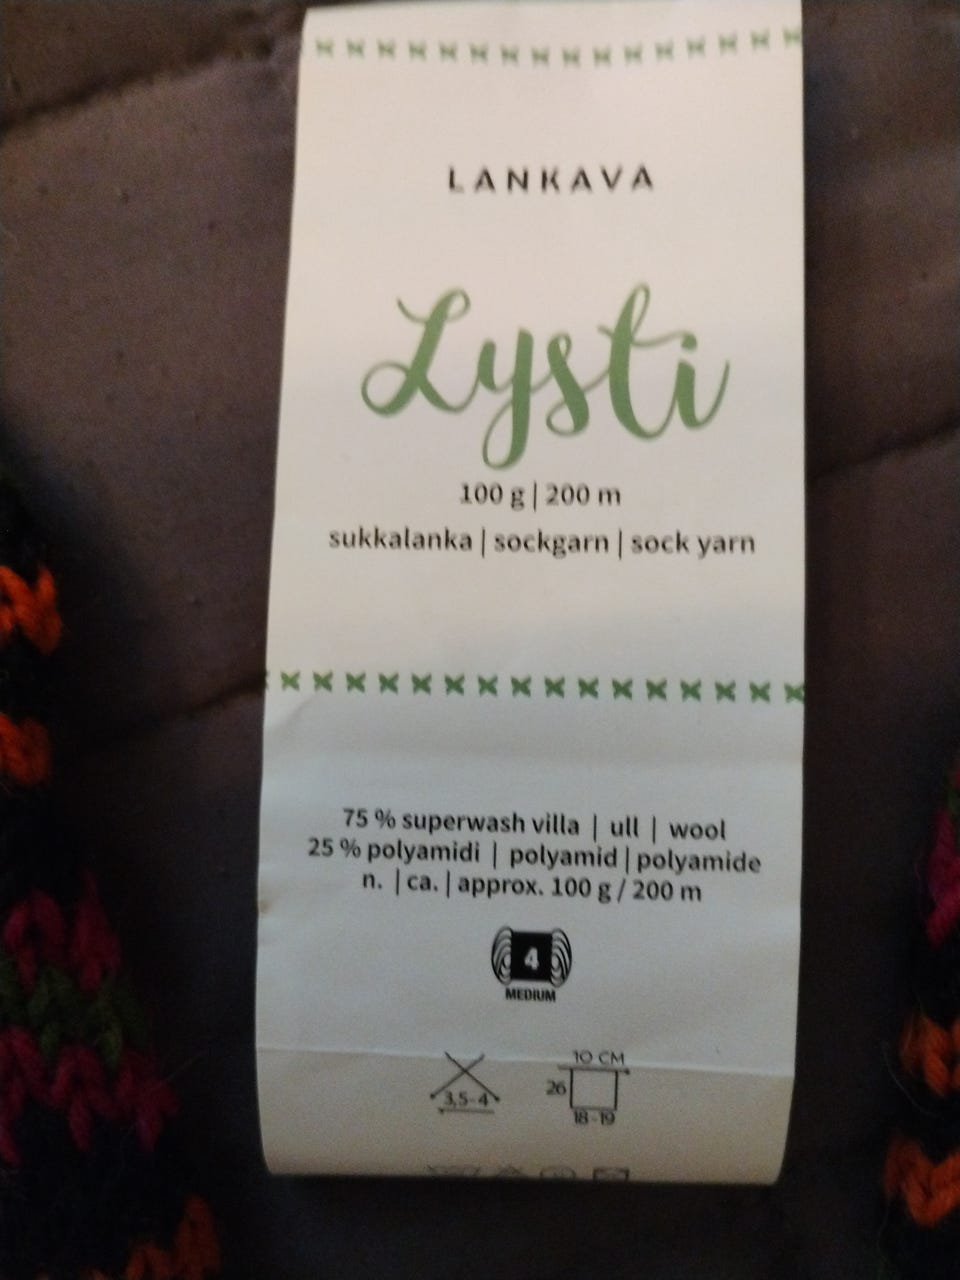 LANKAVA
Lysti
100 g | 200 m
sukkalanka | sockgarn | sock yarn
75 % superwash villa | ull | wool
25 % polyamidi | polyamid | polyamide
n. | ca. | approx. 100 g / 200 m
4
MEDIUM
10 CM
3,5-4
26
18-19